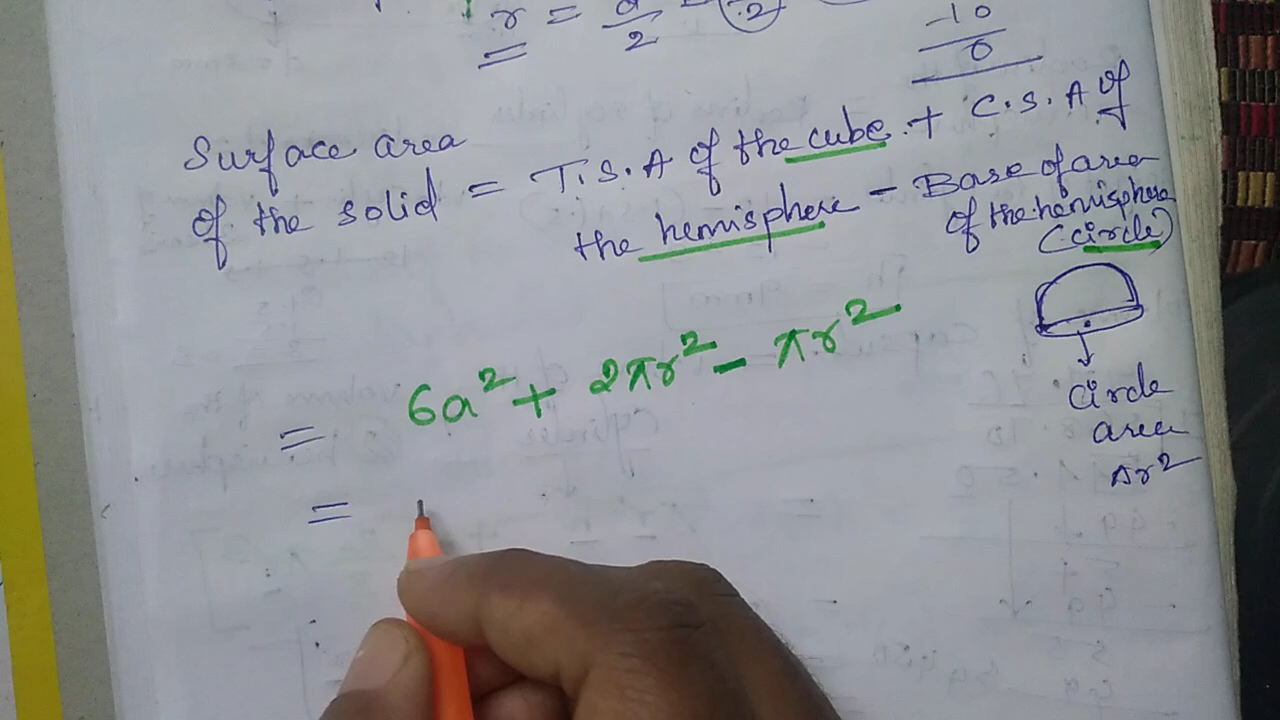 r = 
2
-10
0
Surface area
of the solid = T.S.A of the cube + C.S.A of
the hemisphere - Base of area
of the hemisphere
(circle)
= 6a² + 2πr² - πr²
=
Circle
area
πr²